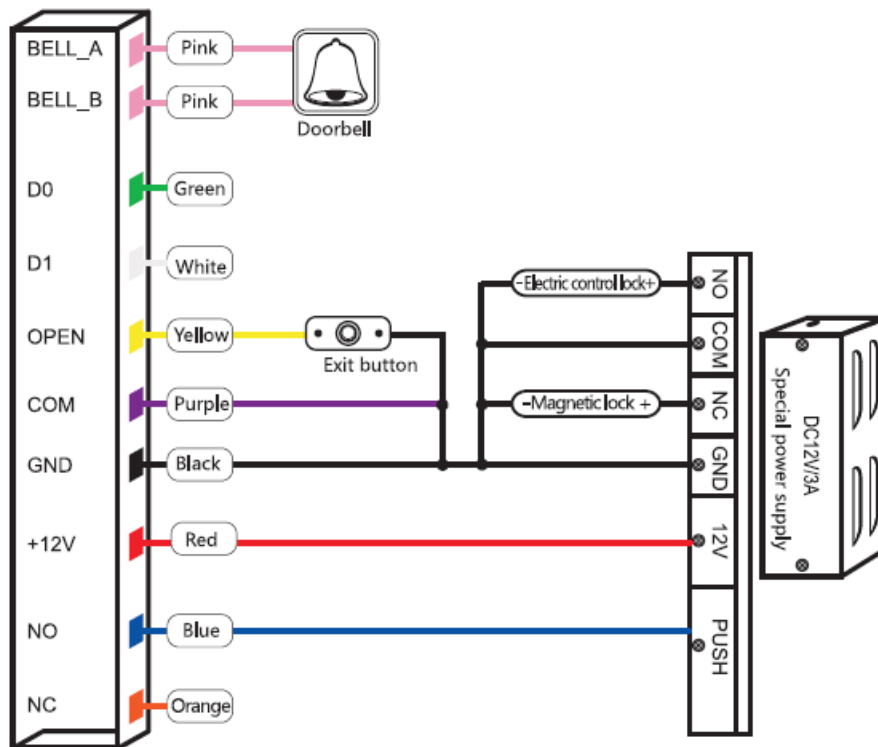 BELL_A Pink
BELL_B Pink
Doorbell
D0 Green
D1 White
OPEN Yellow
Exit button
COM Purple
GND Black
+12V Red
NO Blue
NC Orange
-Electric control lock+ NO
COM
-Magnetic lock + NC
GND
12V
PUSH
DC12V/3A
Special power supply